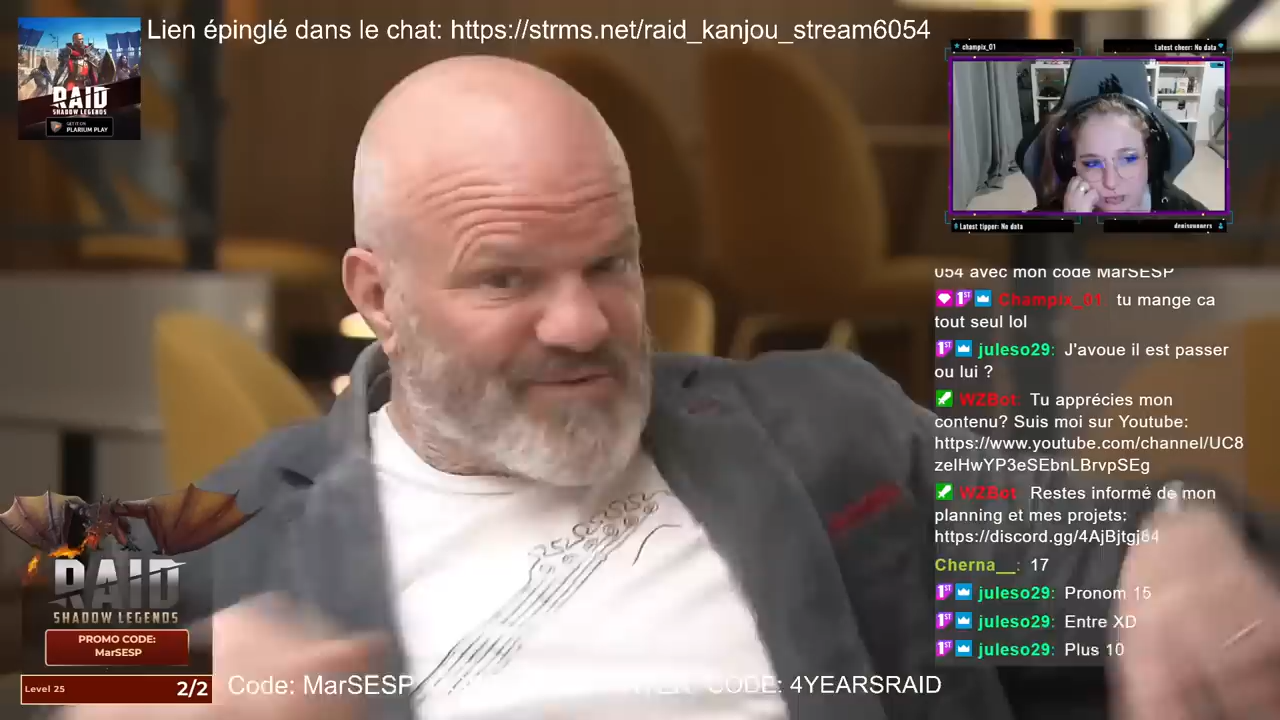 Lien épinglé dans le chat: https://strms.net/raid_kanjou_stream6054
RAID
SHADOW LEGENDS
GET IT ON
PLARIUM PLAY
champix_01
Latest cheer: No data
Latest tipper: No data
054 avec mon code MarSESP
Champix_01: tu mange ca
tout seul lol
juleso29: J'avoue il est passer
ou lui ?
WZBot: Tu apprécies mon
contenu? Suis moi sur Youtube:
https://www.youtube.com/channel/UC8
zelHwYP3eSEbnLBrvpSEg
WZBot: Restes informé de mon
planning et mes projets:
https://discord.gg/4AjBjtgj84
Cherna__: 17
juleso29: Pronom 15
juleso29: Entre XD
juleso29: Plus 10
RAID
SHADOW LEGENDS
PROMO CODE:
MarSESP
Level 25
2/2
Code: MarSESP
CODE: 4YEARSRAID